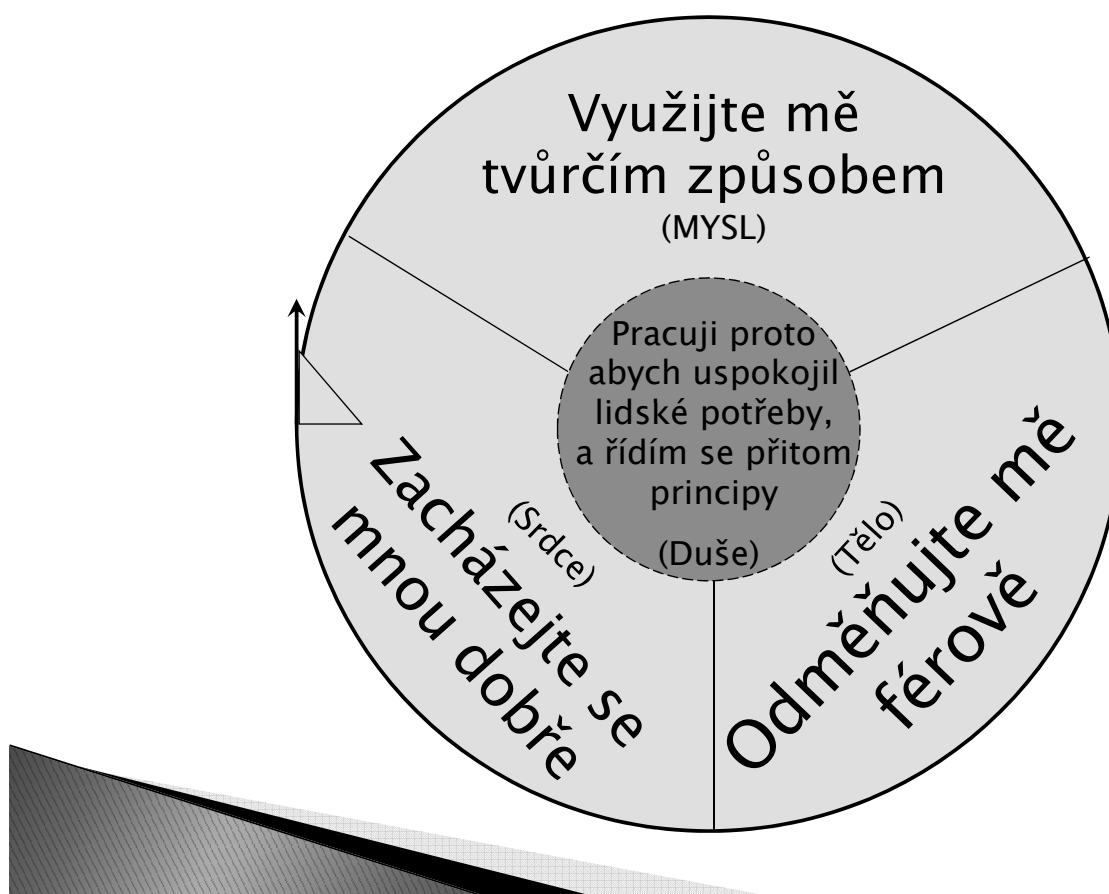 Využijte mě
tvůrčím způsobem
(MYSL)
Pracuji proto
abych uspokojil
lidské potřeby,
a řídím se přitom
principy
(Duše)
Zacházejte se
mnou dobře
(Srdce)
(Tělo)
Odměňujte mě
férově